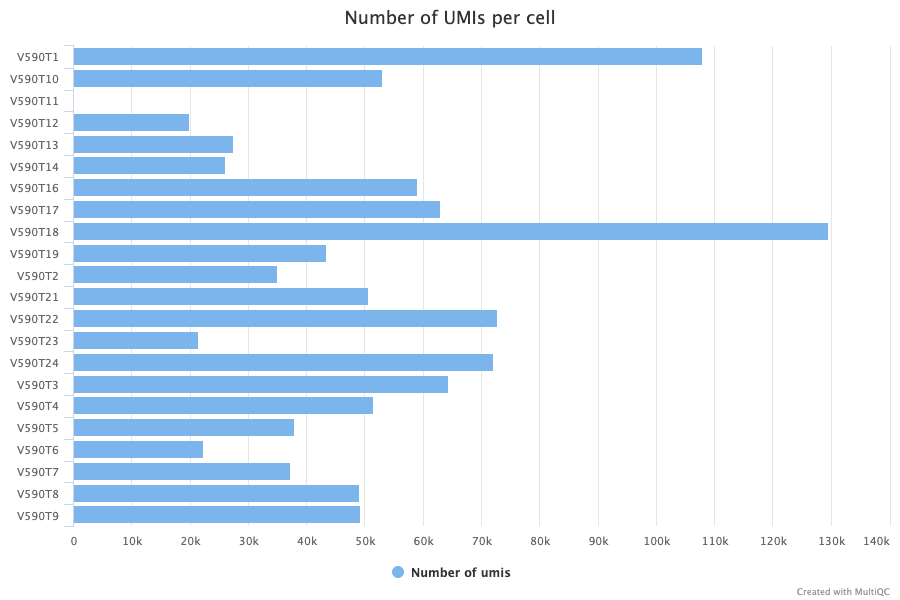 Number of UMIs per cell
V590T1
V590T10
V590T11
V590T12
V590T13
V590T14
V590T16
V590T17
V590T18
V590T19
V590T2
V590T21
V590T22
V590T23
V590T24
V590T3
V590T4
V590T5
V590T6
V590T7
V590T8
V590T9
0 10k 20k 30k 40k 50k 60k 70k 80k 90k 100k 110k 120k 130k 140k
Number of umis
Created with MultiQC